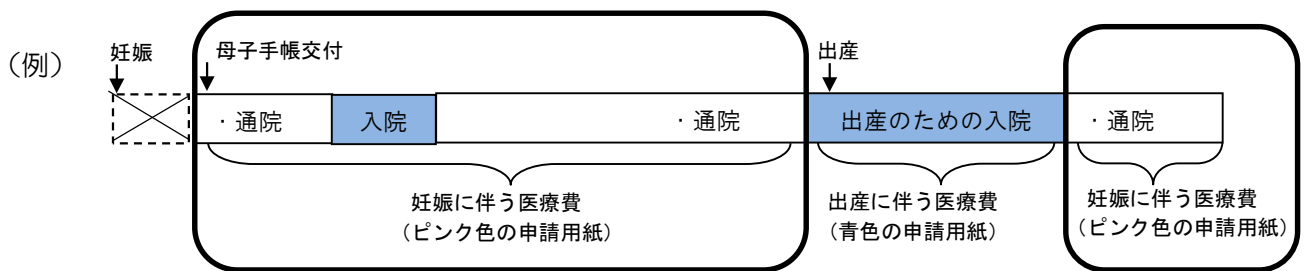 （例）
妊娠
母子手帳交付
出産
・通院
入院
・通院
出産のための入院
・通院
妊娠に伴う医療費
（ピンク色の申請用紙）
出産に伴う医療費
（青色の申請用紙）
妊娠に伴う医療費
（ピンク色の申請用紙）